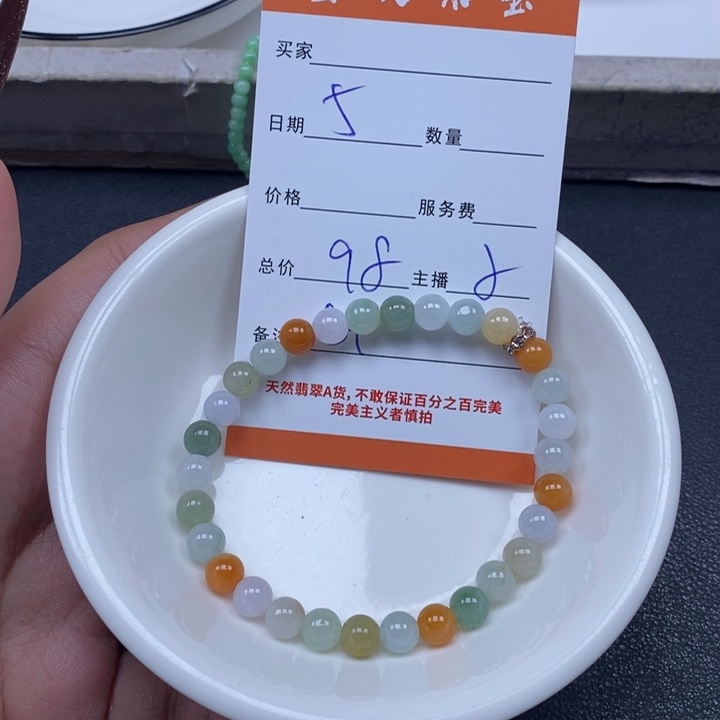 买家
日期 5 数量
价格 服务费
总价 98 主播 8
天然翡翠A货,不敢保证百分之百完美
完美主义者慎拍